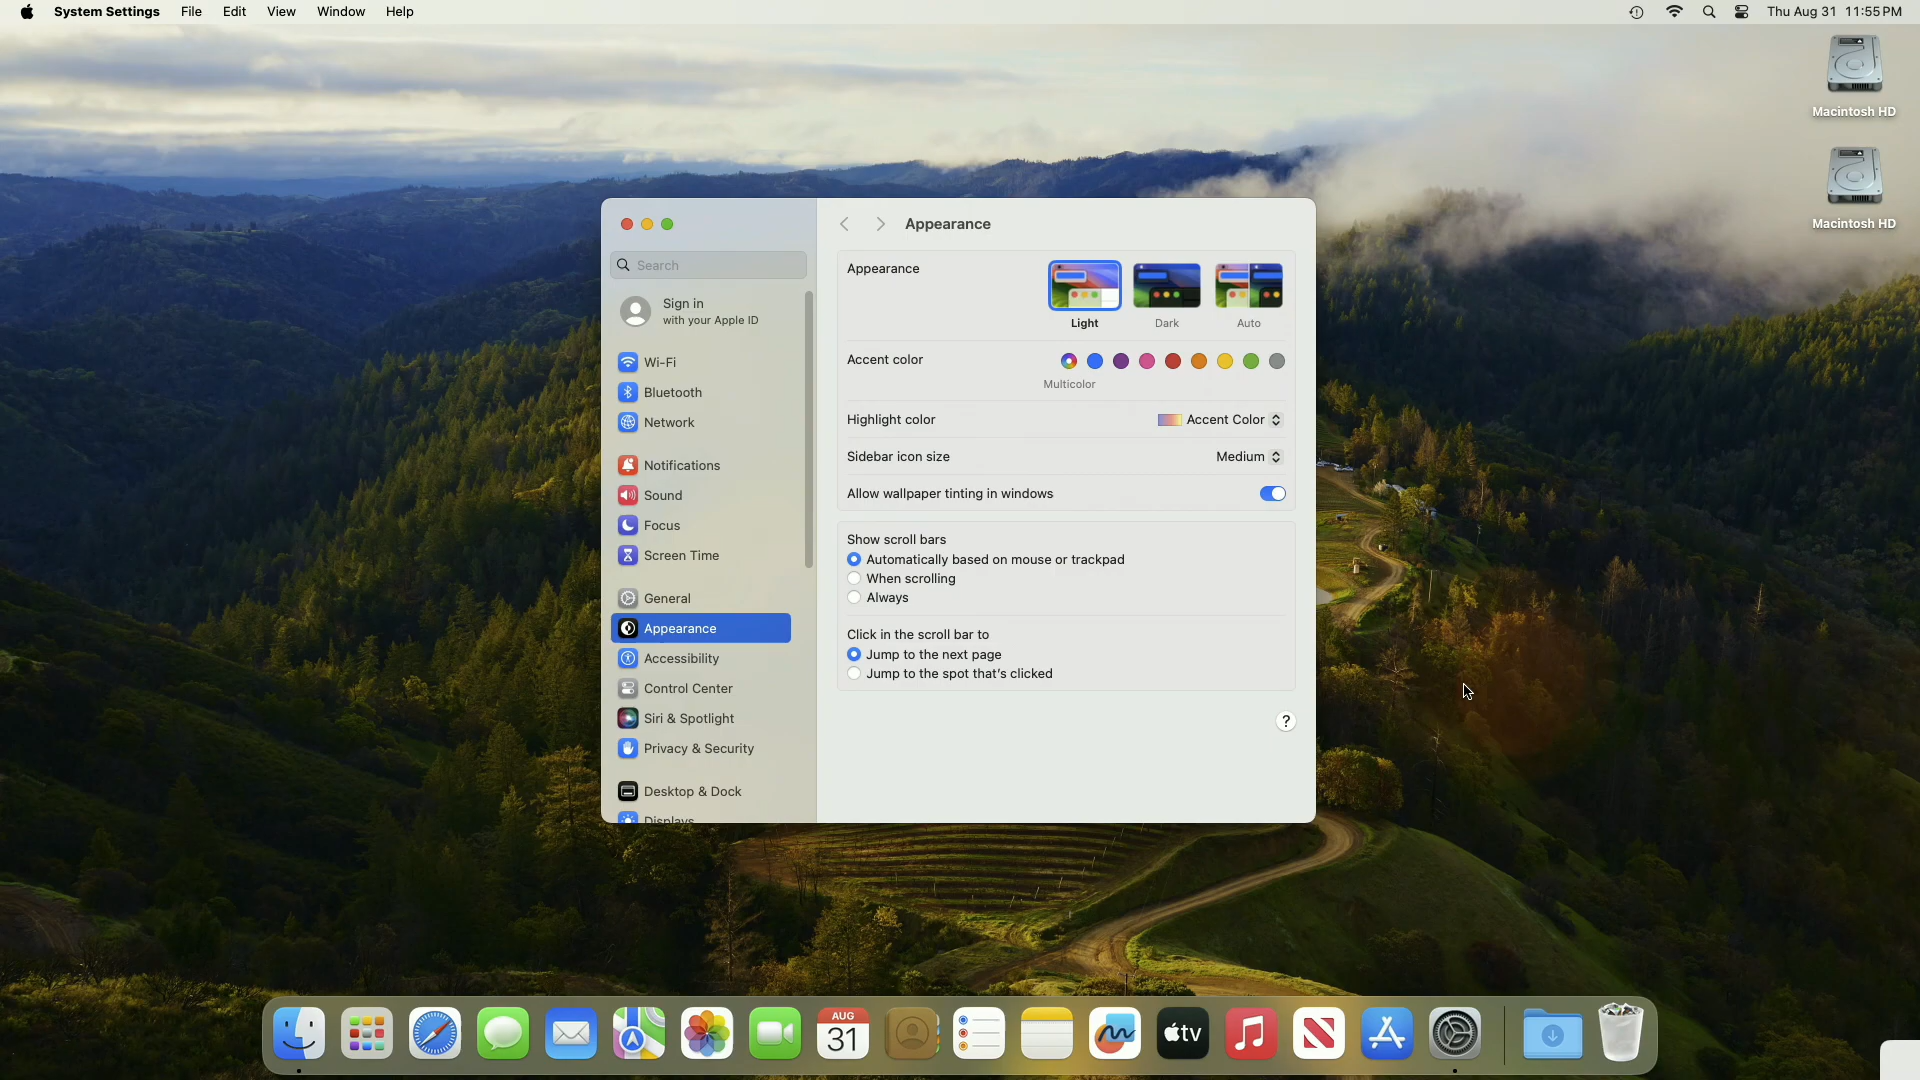 System Settings File Edit View Window Help Thu Aug 31 11:55 PM
Macintosh HD
Macintosh HD
Search
Sign in
with your Apple ID
Wi-Fi
Bluetooth
Network
Notifications
Sound
Focus
Screen Time
General
Appearance
Accessibility
Control Center
Siri & Spotlight
Privacy & Security
Desktop & Dock
Displays
Appearance
Appearance
Light Dark Auto
Accent color
Multicolor
Highlight color Accent Color
Sidebar icon size Medium
Allow wallpaper tinting in windows
Show scroll bars
Automatically based on mouse or trackpad
When scrolling
Always
Click in the scroll bar to
Jump to the next page
Jump to the spot that's clicked
?
AUG
31
tv